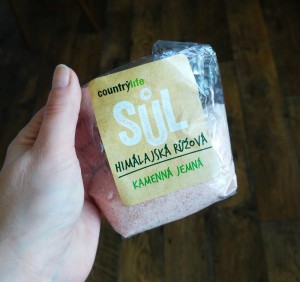 countrylife
SŮL
HIMÁLAJSKÁ RŮŽOVÁ
KAMENNÁ JEMNÁ